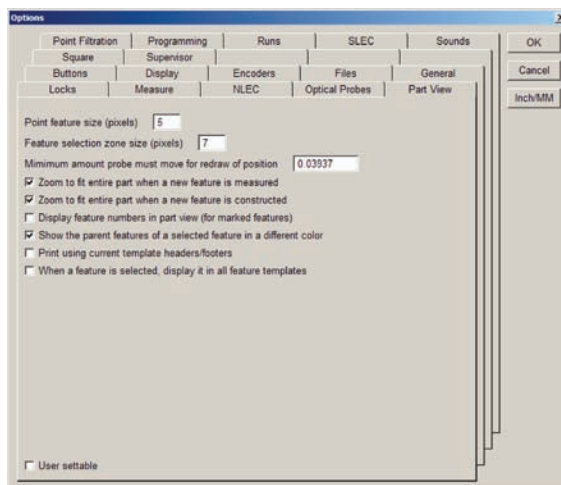 Options
Point Filtration Programming Runs SLEC Sounds
Square Supervisor
Buttons Display Encoders Files General
Locks Measure NLEC Optical Probes Part View
OK
Cancel
Inch/MM
Point feature size (pixels) 5
Feature selection zone size (pixels) 7
Minimum amount probe must move for redraw of position 0.03937
Zoom to fit entire part when a new feature is measured
Zoom to fit entire part when a new feature is constructed
Display feature numbers in part view (for marked features)
Show the parent features of a selected feature in a different color
Print using current template headers/footers
When a feature is selected, display it in all feature templates
User settable